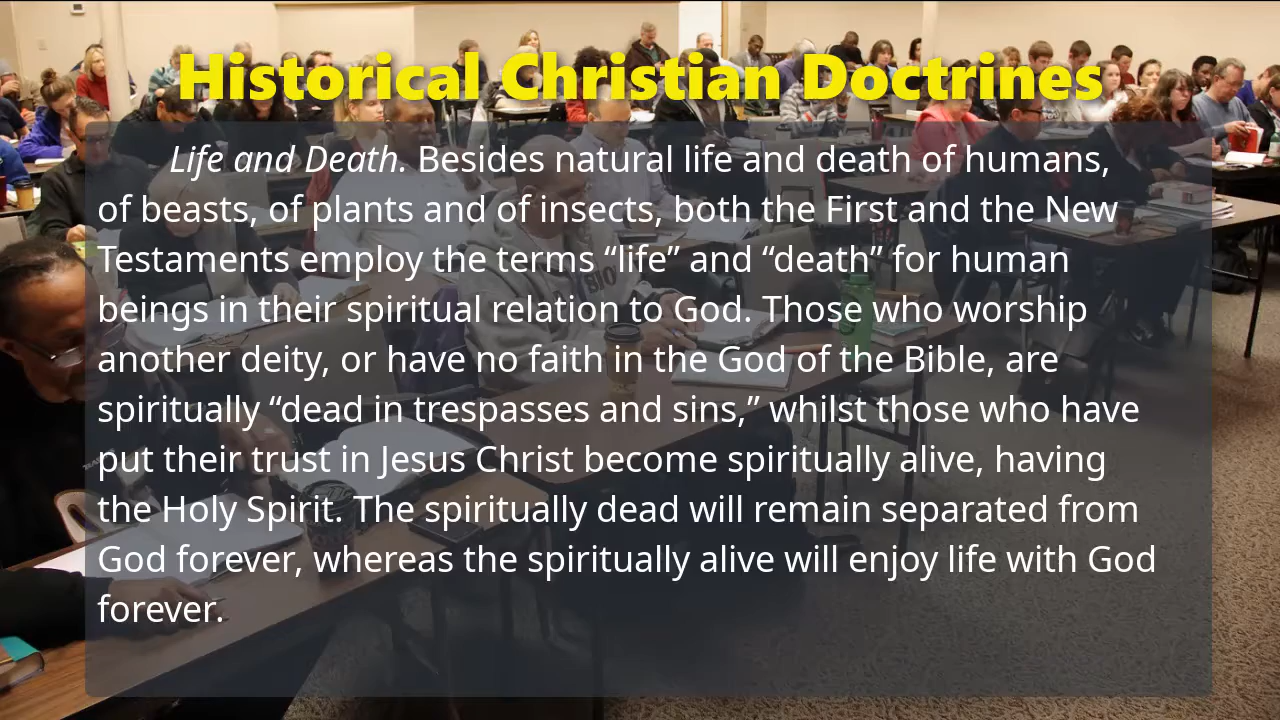 Historical Christian Doctrines
Life and Death. Besides natural life and death of humans,
of beasts, of plants and of insects, both the First and the New
Testaments employ the terms “life” and “death” for human
beings in their spiritual relation to God. Those who worship
another deity, or have no faith in the God of the Bible, are
spiritually “dead in trespasses and sins,” whilst those who have
put their trust in Jesus Christ become spiritually alive, having
the Holy Spirit. The spiritually dead will remain separated from
God forever, whereas the spiritually alive will enjoy life with God
forever.